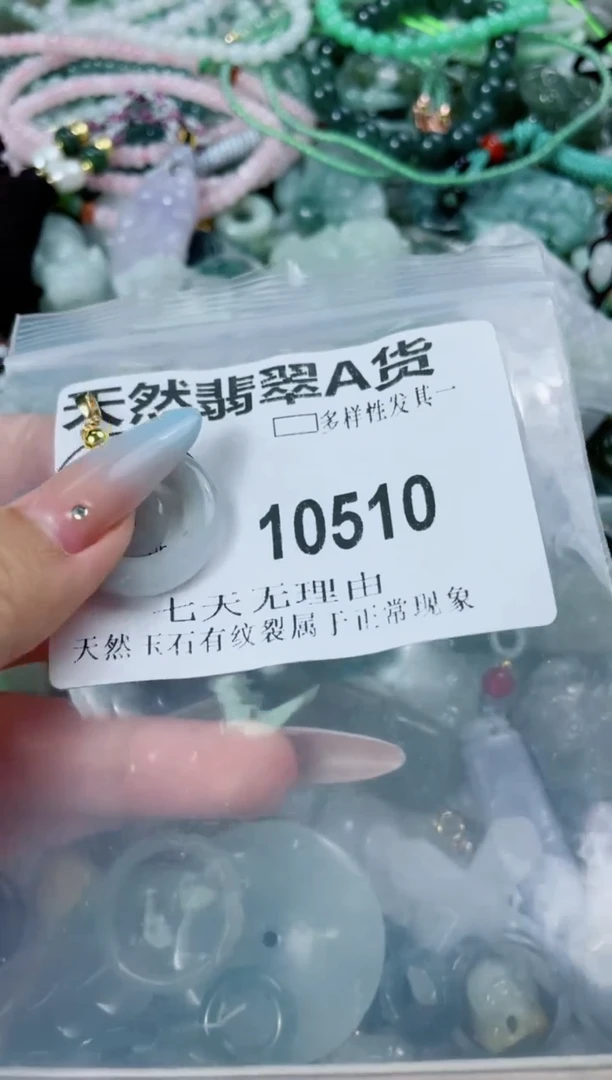 天然翡翠A货
多样性发其一
10510
七天无理由
天然玉石有纹裂属于正常现象